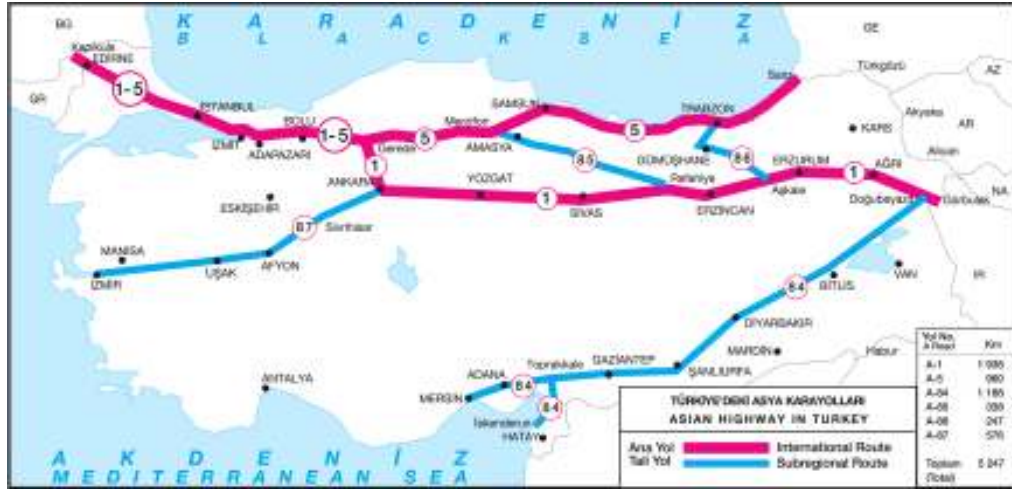 K A R A D E N İ Z
B L A C K S E A
BG
GE
Kapıkule
EDİRNE
GR
1-5
İSTANBUL
BOLU
1-5
İZMİT
ADAPAZARI
Gerede
5
Merzifon
SAMSUN
AMASYA
5
TRABZON
Sarp
Türkgözü
AZ
Akyaka
KARS
AR
85
GÜMÜŞHANE
86
ERZURUM
1
AĞRI
Alican
NA
ANKARA
1
YOZGAT
1
SİVAS
Refahiye
ERZİNCAN
Aşkale
Doğubeyazıt
Gürbulak
ESKİŞEHİR
87
Sivrihisar
MANİSA
İZMİR
UŞAK
AFYON
84
BİTLİS
VAN
IR
DİYARBAKIR
MARDİN
Habur
ANTALYA
MERSİN
ADANA
84
Toprakkale
GAZİANTEP
ŞANLIURFA
84
İskenderun
HATAY
TÜRKİYE'DEKİ ASYA KARAYOLLARI
ASIAN HIGHWAY IN TURKEY
Ana Yol International Route
Tali Yol Subregional Route
Yol No. Km
A Road
A-1
A-5 960
A-84
A-85 338
A-86 247
A-87 576
Toplam 5 247
(Total)
A K D E N İ Z
MEDITERRANEAN SEA